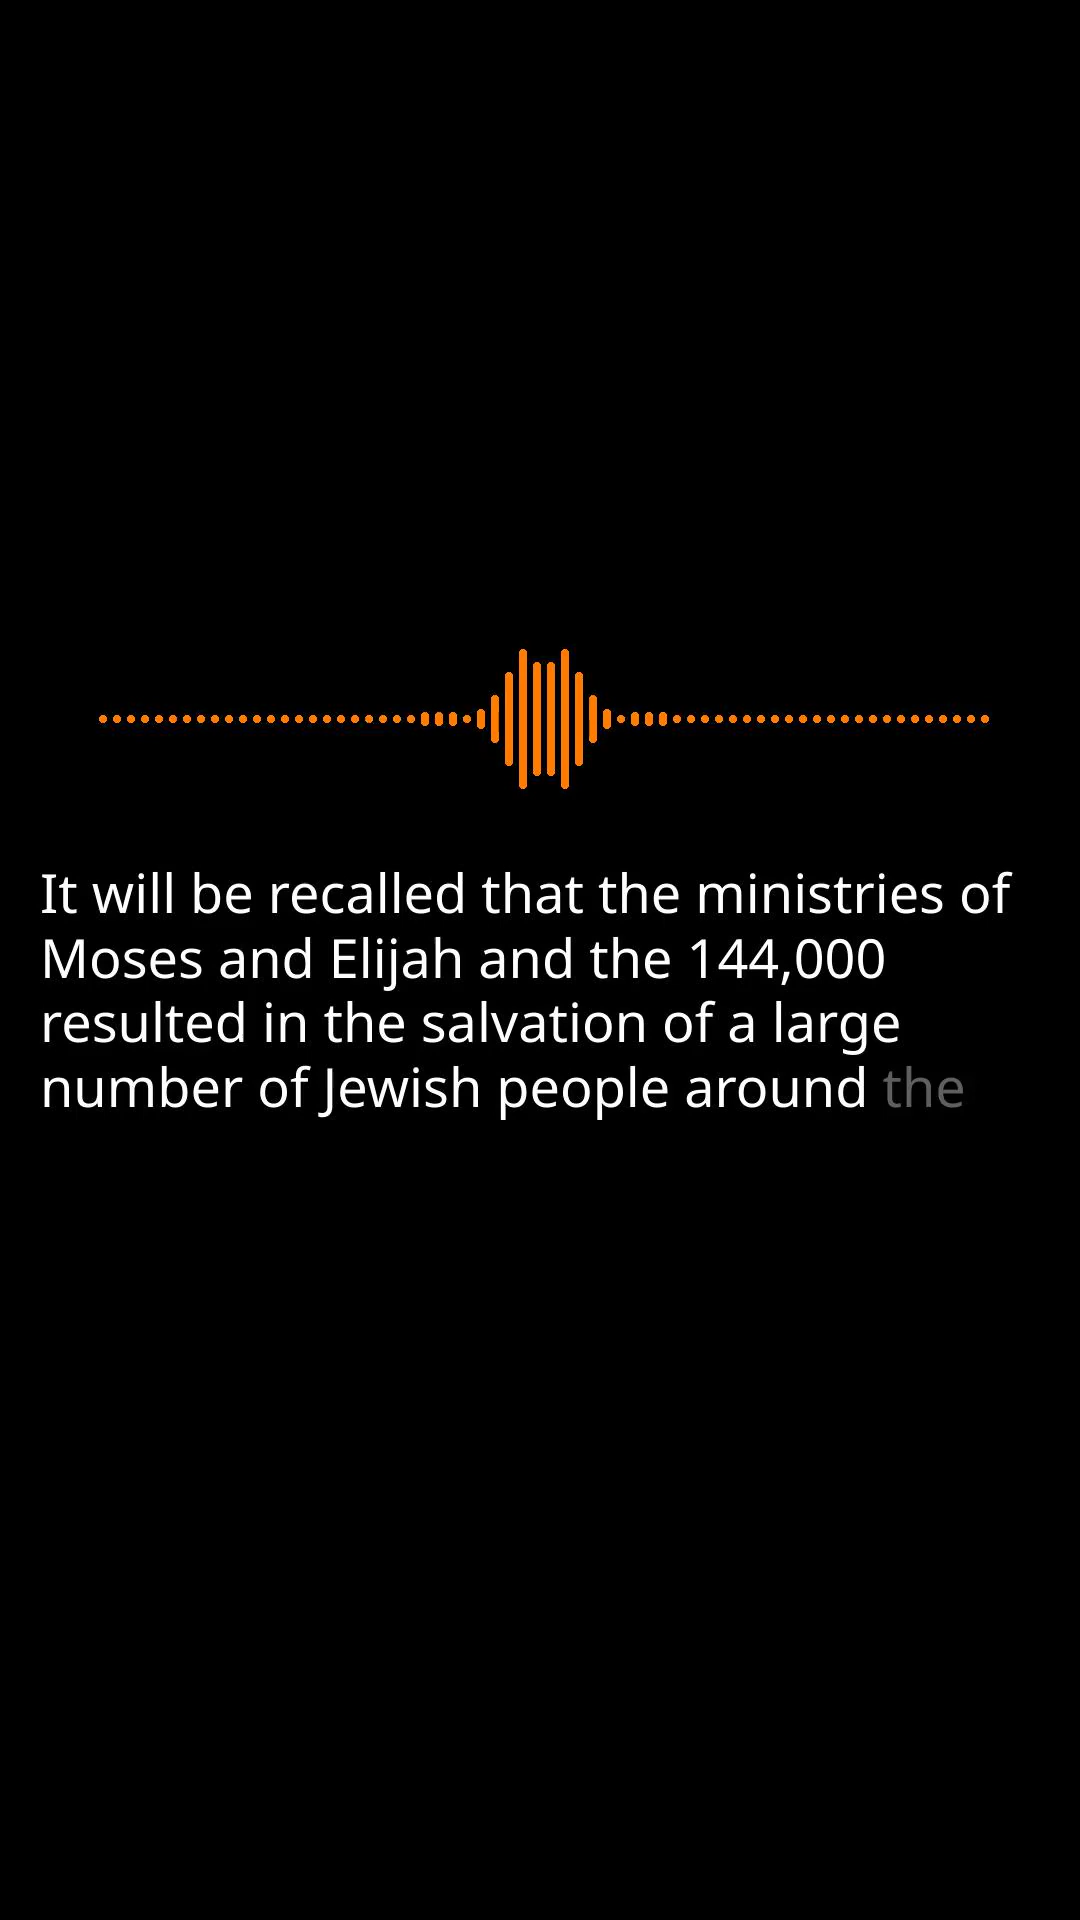 It will be recalled that the ministries of
Moses and Elijah and the 144,000
resulted in the salvation of a large
number of Jewish people around the